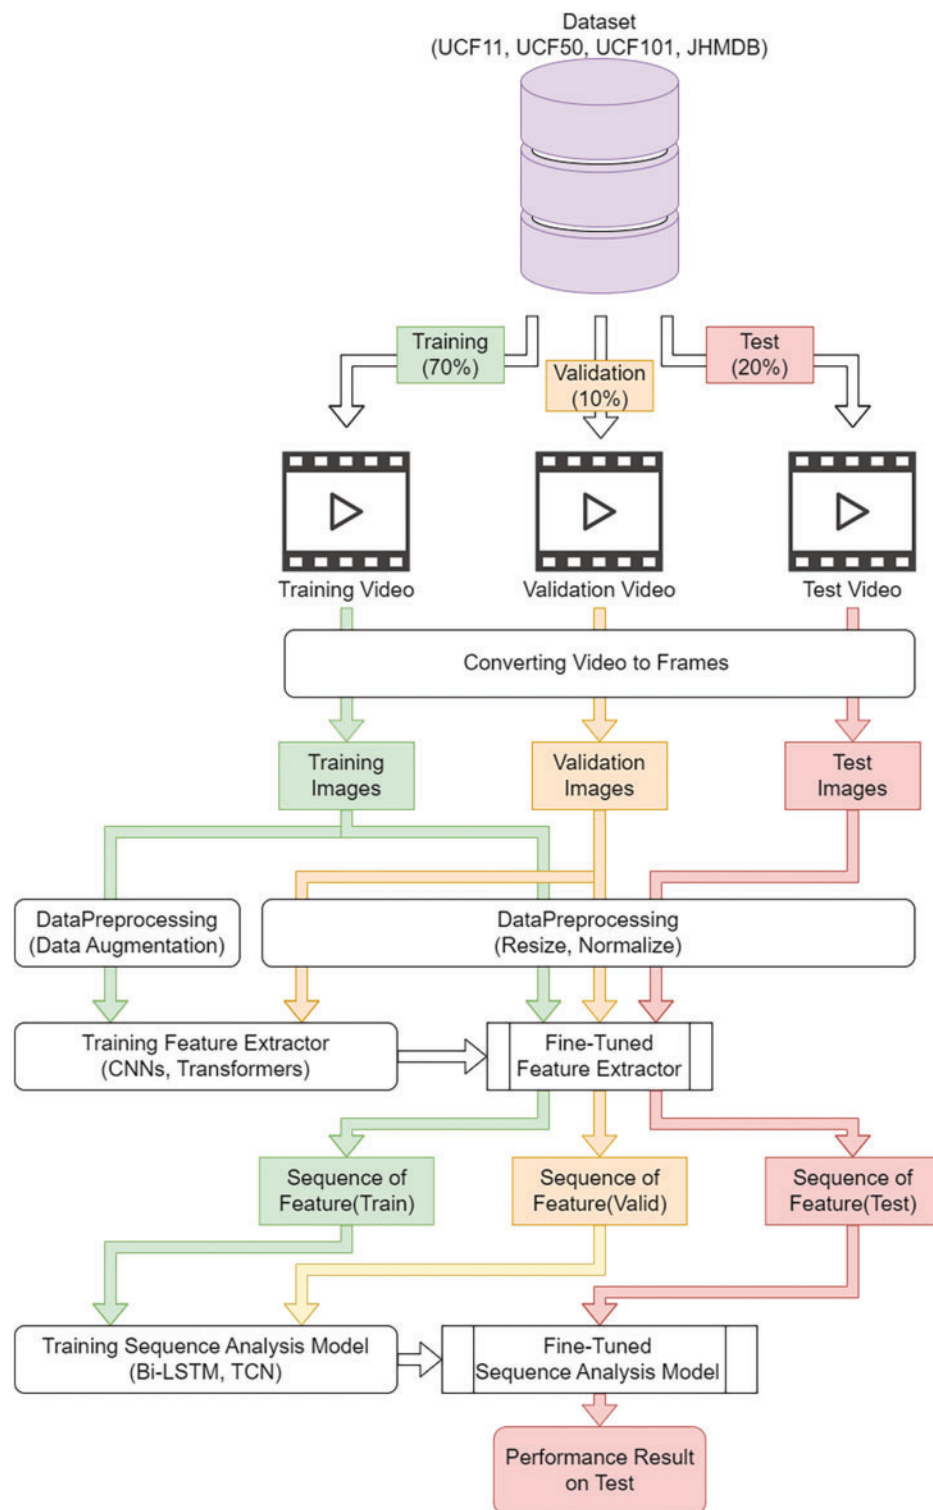 Dataset
(UCF11, UCF50, UCF101, JHMDB)
Training
(70%)
Validation
(10%)
Test
(20%)
Training Video
Validation Video
Test Video
Converting Video to Frames
Training
Images
Validation
Images
Test
Images
DataPreprocessing
(Data Augmentation)
DataPreprocessing
(Resize, Normalize)
Training Feature Extractor
(CNNs, Transformers)
Fine-Tuned
Feature Extractor
Sequence of
Feature(Train)
Sequence of
Feature(Valid)
Sequence of
Feature(Test)
Training Sequence Analysis Model
(Bi-LSTM, TCN)
Fine-Tuned
Sequence Analysis Model
Performance Result
on Test